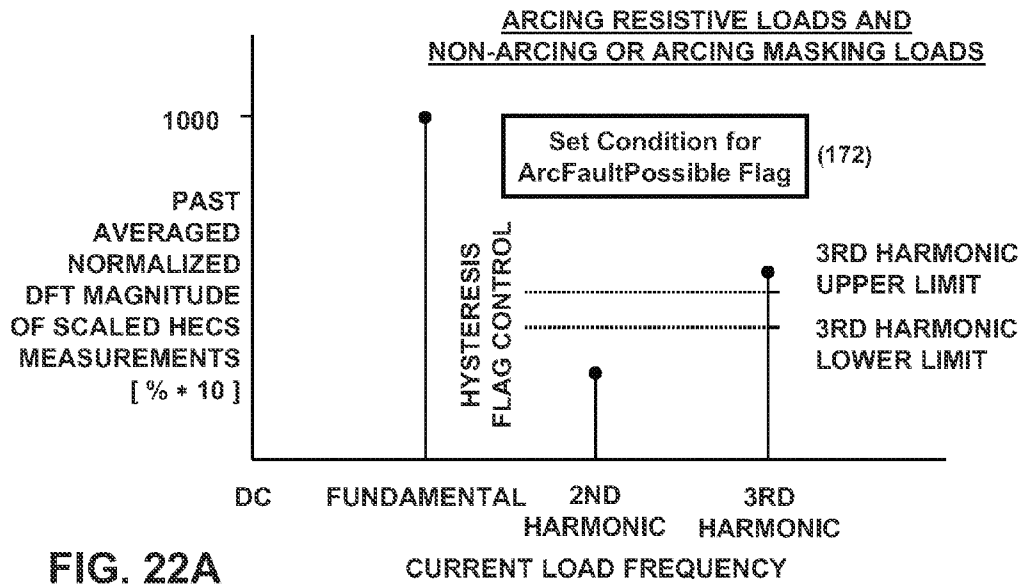 ARCING RESISTIVE LOADS AND
NON-ARCING OR ARCING MASKING LOADS
1000
Set Condition for
ArcFaultPossible Flag
(172)
PAST
AVERAGED
NORMALIZED
DFT MAGNITUDE
OF SCALED HECS
MEASUREMENTS
[ % * 10 ]
HYSTERESIS
FLAG CONTROL
3RD HARMONIC
UPPER LIMIT
3RD HARMONIC
LOWER LIMIT
DC
FUNDAMENTAL
2ND
HARMONIC
3RD
HARMONIC
FIG. 22A
CURRENT LOAD FREQUENCY